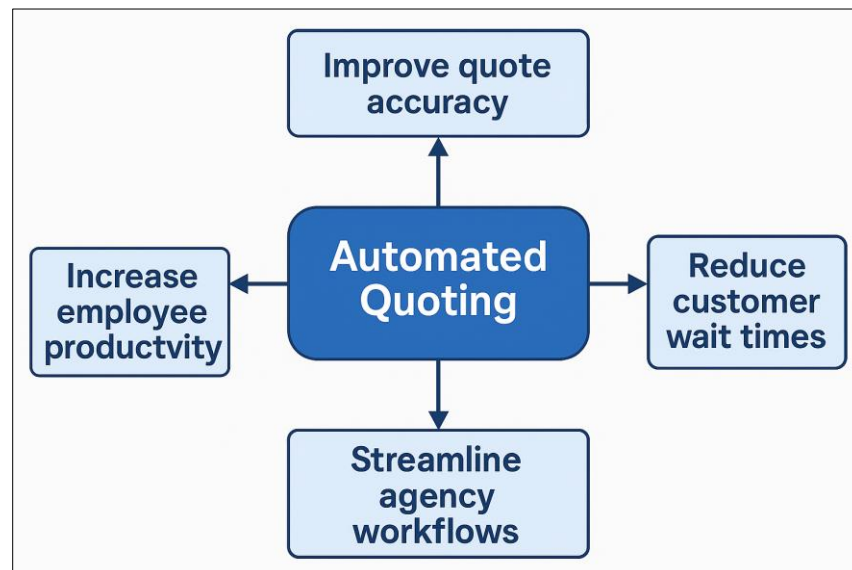 Improve quote
accuracy
Automated
Quoting
Increase
employee
productvity
Reduce
customer
wait times
Streamline
agency
workflows